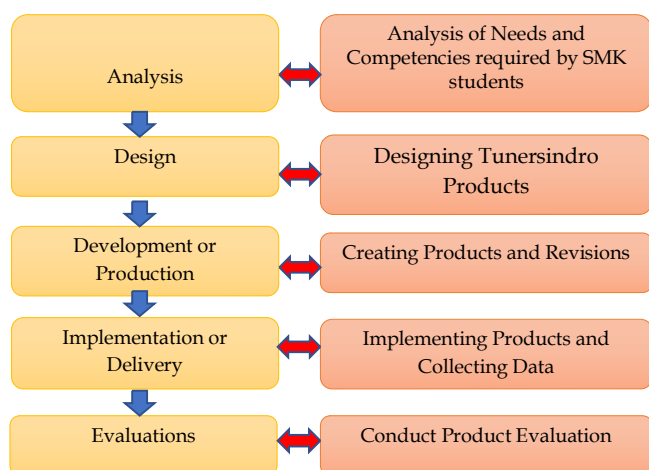 Analysis
Analysis of Needs and
Competencies required by SMK
students
Design
Designing Tunersindro
Products
Development or
Production
Creating Products and Revisions
Implementation or
Delivery
Implementing Products and
Collecting Data
Evaluations
Conduct Product Evaluation